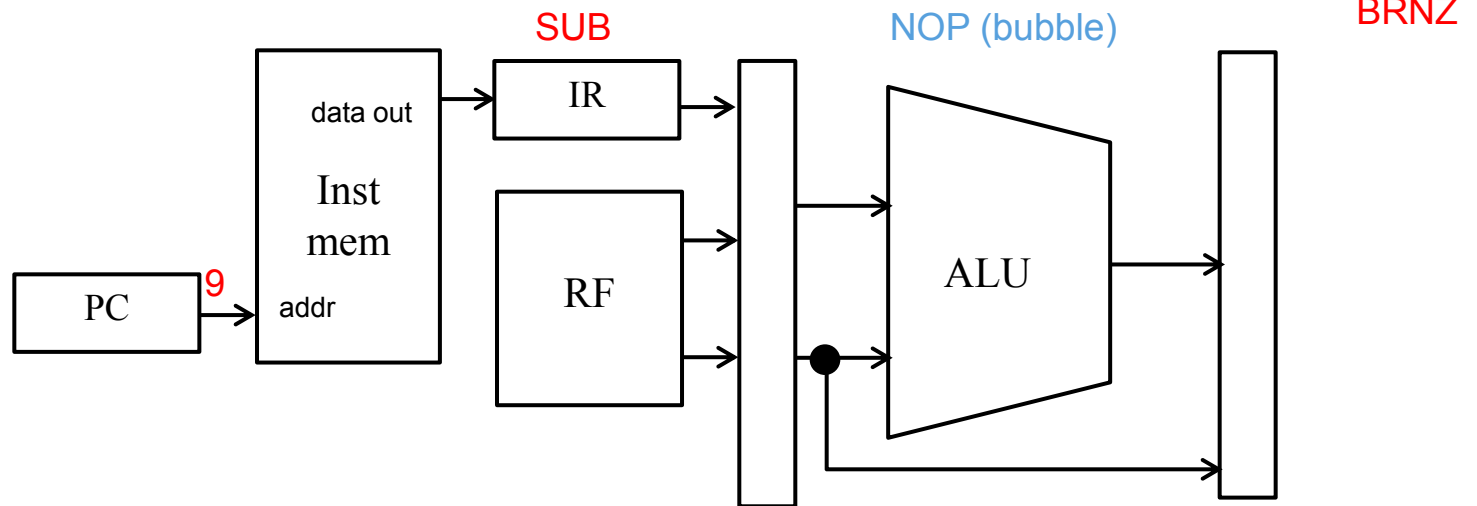 SUB
NOP (bubble)
BRNZ
IR
data out
Inst
mem
9
PC
addr
RF
ALU